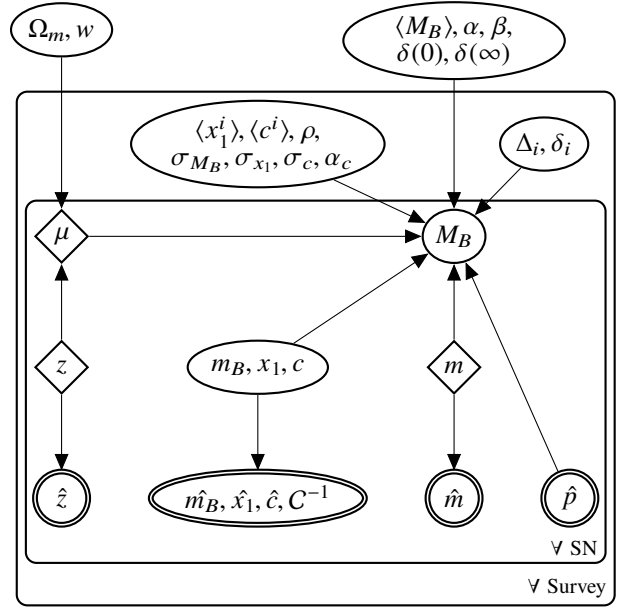 Ω_m, w
⟨M_B⟩, α, β,
δ(0), δ(∞)
⟨x_1^i⟩, ⟨c^i⟩, ρ,
σ_{M_B}, σ_{x_1}, σ_c, α_c
Δ_i, δ_i
μ
M_B
z
m_B, x_1, c
m
ẑ
m̂_B, x̂_1, ĉ, C^{-1}
m̂
p̂
∀ SN
∀ Survey